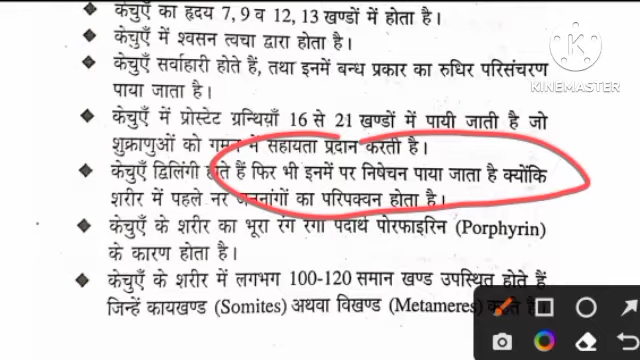 केचुएँ का हृदय 7, 9 व 12, 13 खण्डों में होता है।
केचुएँ में श्वसन त्वचा द्वारा होता है।
केचुएँ सर्वाहारी होते हैं, तथा इनमें बन्ध प्रकार का रुधिर परिसंचरण
पाया जाता है।
केचुएँ में प्रोस्टेट ग्रन्थियाँ 16 से 21 खण्डों में पायी जाती है जो
शुक्राणुओं को गमन में सहायता प्रदान करती है।
केचुएँ द्विलिंगी होते हैं फिर भी इनमें पर निषेचन पाया जाता है क्योंकि
शरीर में पहले नर जननांगों का परिपक्वन होता है।
केचुएँ के शरीर का भूरा रंग रंगा पदार्थ पोरफाइरिन (Porphyrin)
के कारण होता है।
केचुएँ के शरीर में लगभग 100-120 समान खण्ड उपस्थित होते हैं
जिन्हें कायखण्ड (Somites) अथवा विखण्ड (Metameres) कहते है।
KINEMASTER